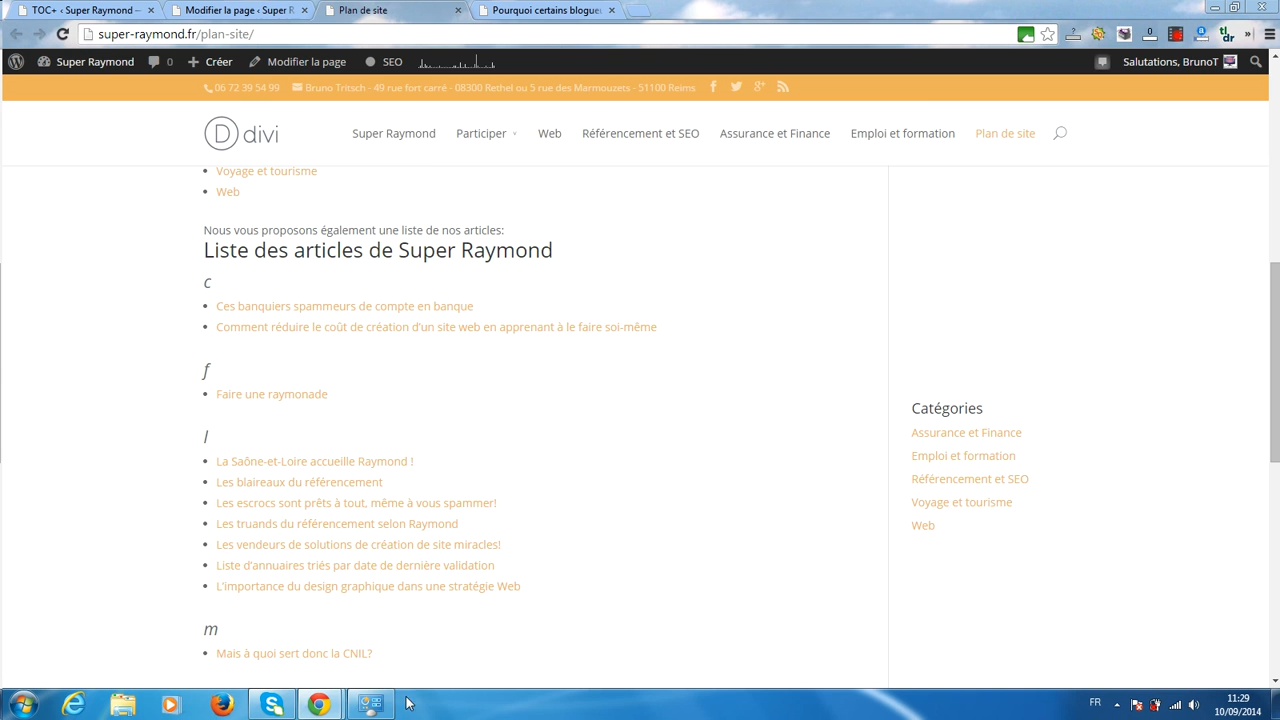 TOC+ ‹ Super Raymond —
Modifier la page ‹ Super R
Plan de site
Pourquoi certains blogue
super-raymond.fr/plan-site/
Super Raymond
0
Créer
Modifier la page
SEO
Salutations, BrunoT
06 72 39 54 99
Bruno Tritsch - 49 rue fort carré - 08300 Rethel ou 5 rue des Marmouzets - 51100 Reims
D divi
Super Raymond
Participer
Web
Référencement et SEO
Assurance et Finance
Emploi et formation
Plan de site
Voyage et tourisme
Web
Nous vous proposons également une liste de nos articles:
Liste des articles de Super Raymond
c
Ces banquiers spammeurs de compte en banque
Comment réduire le coût de création d'un site web en apprenant à le faire soi-même
f
Faire une raymonade
l
La Saône-et-Loire accueille Raymond !
Les blaireaux du référencement
Les escrocs sont prêts à tout, même à vous spammer!
Les truands du référencement selon Raymond
Les vendeurs de solutions de création de site miracles!
Liste d'annuaires triés par date de dernière validation
L'importance du design graphique dans une stratégie Web
m
Mais à quoi sert donc la CNIL?
Catégories
Assurance et Finance
Emploi et formation
Référencement et SEO
Voyage et tourisme
Web
FR
11:29
10/09/2014